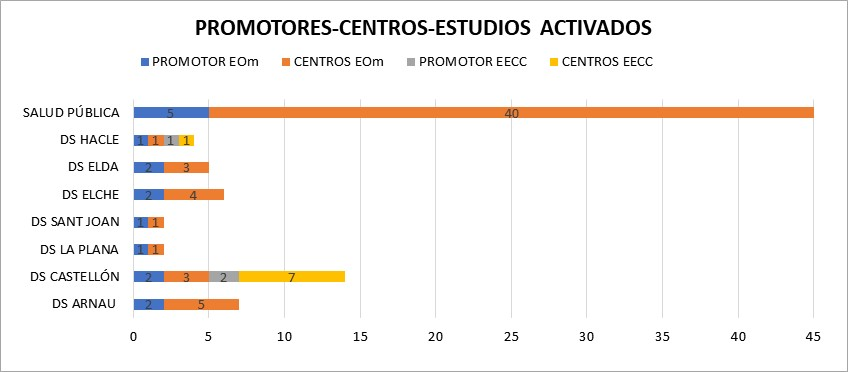 PROMOTORES-CENTROS-ESTUDIOS ACTIVADOS
PROMOTOR EOm CENTROS EOm PROMOTOR EECC CENTROS EECC
SALUD PÚBLICA 5 40
DS HACLE 1 1 1 1
DS ELDA 2 3
DS ELCHE 2 4
DS SANT JOAN 1 1
DS LA PLANA 1 1
DS CASTELLÓN 2 3 2 7
DS ARNAU 2 5
0 5 10 15 20 25 30 35 40 45